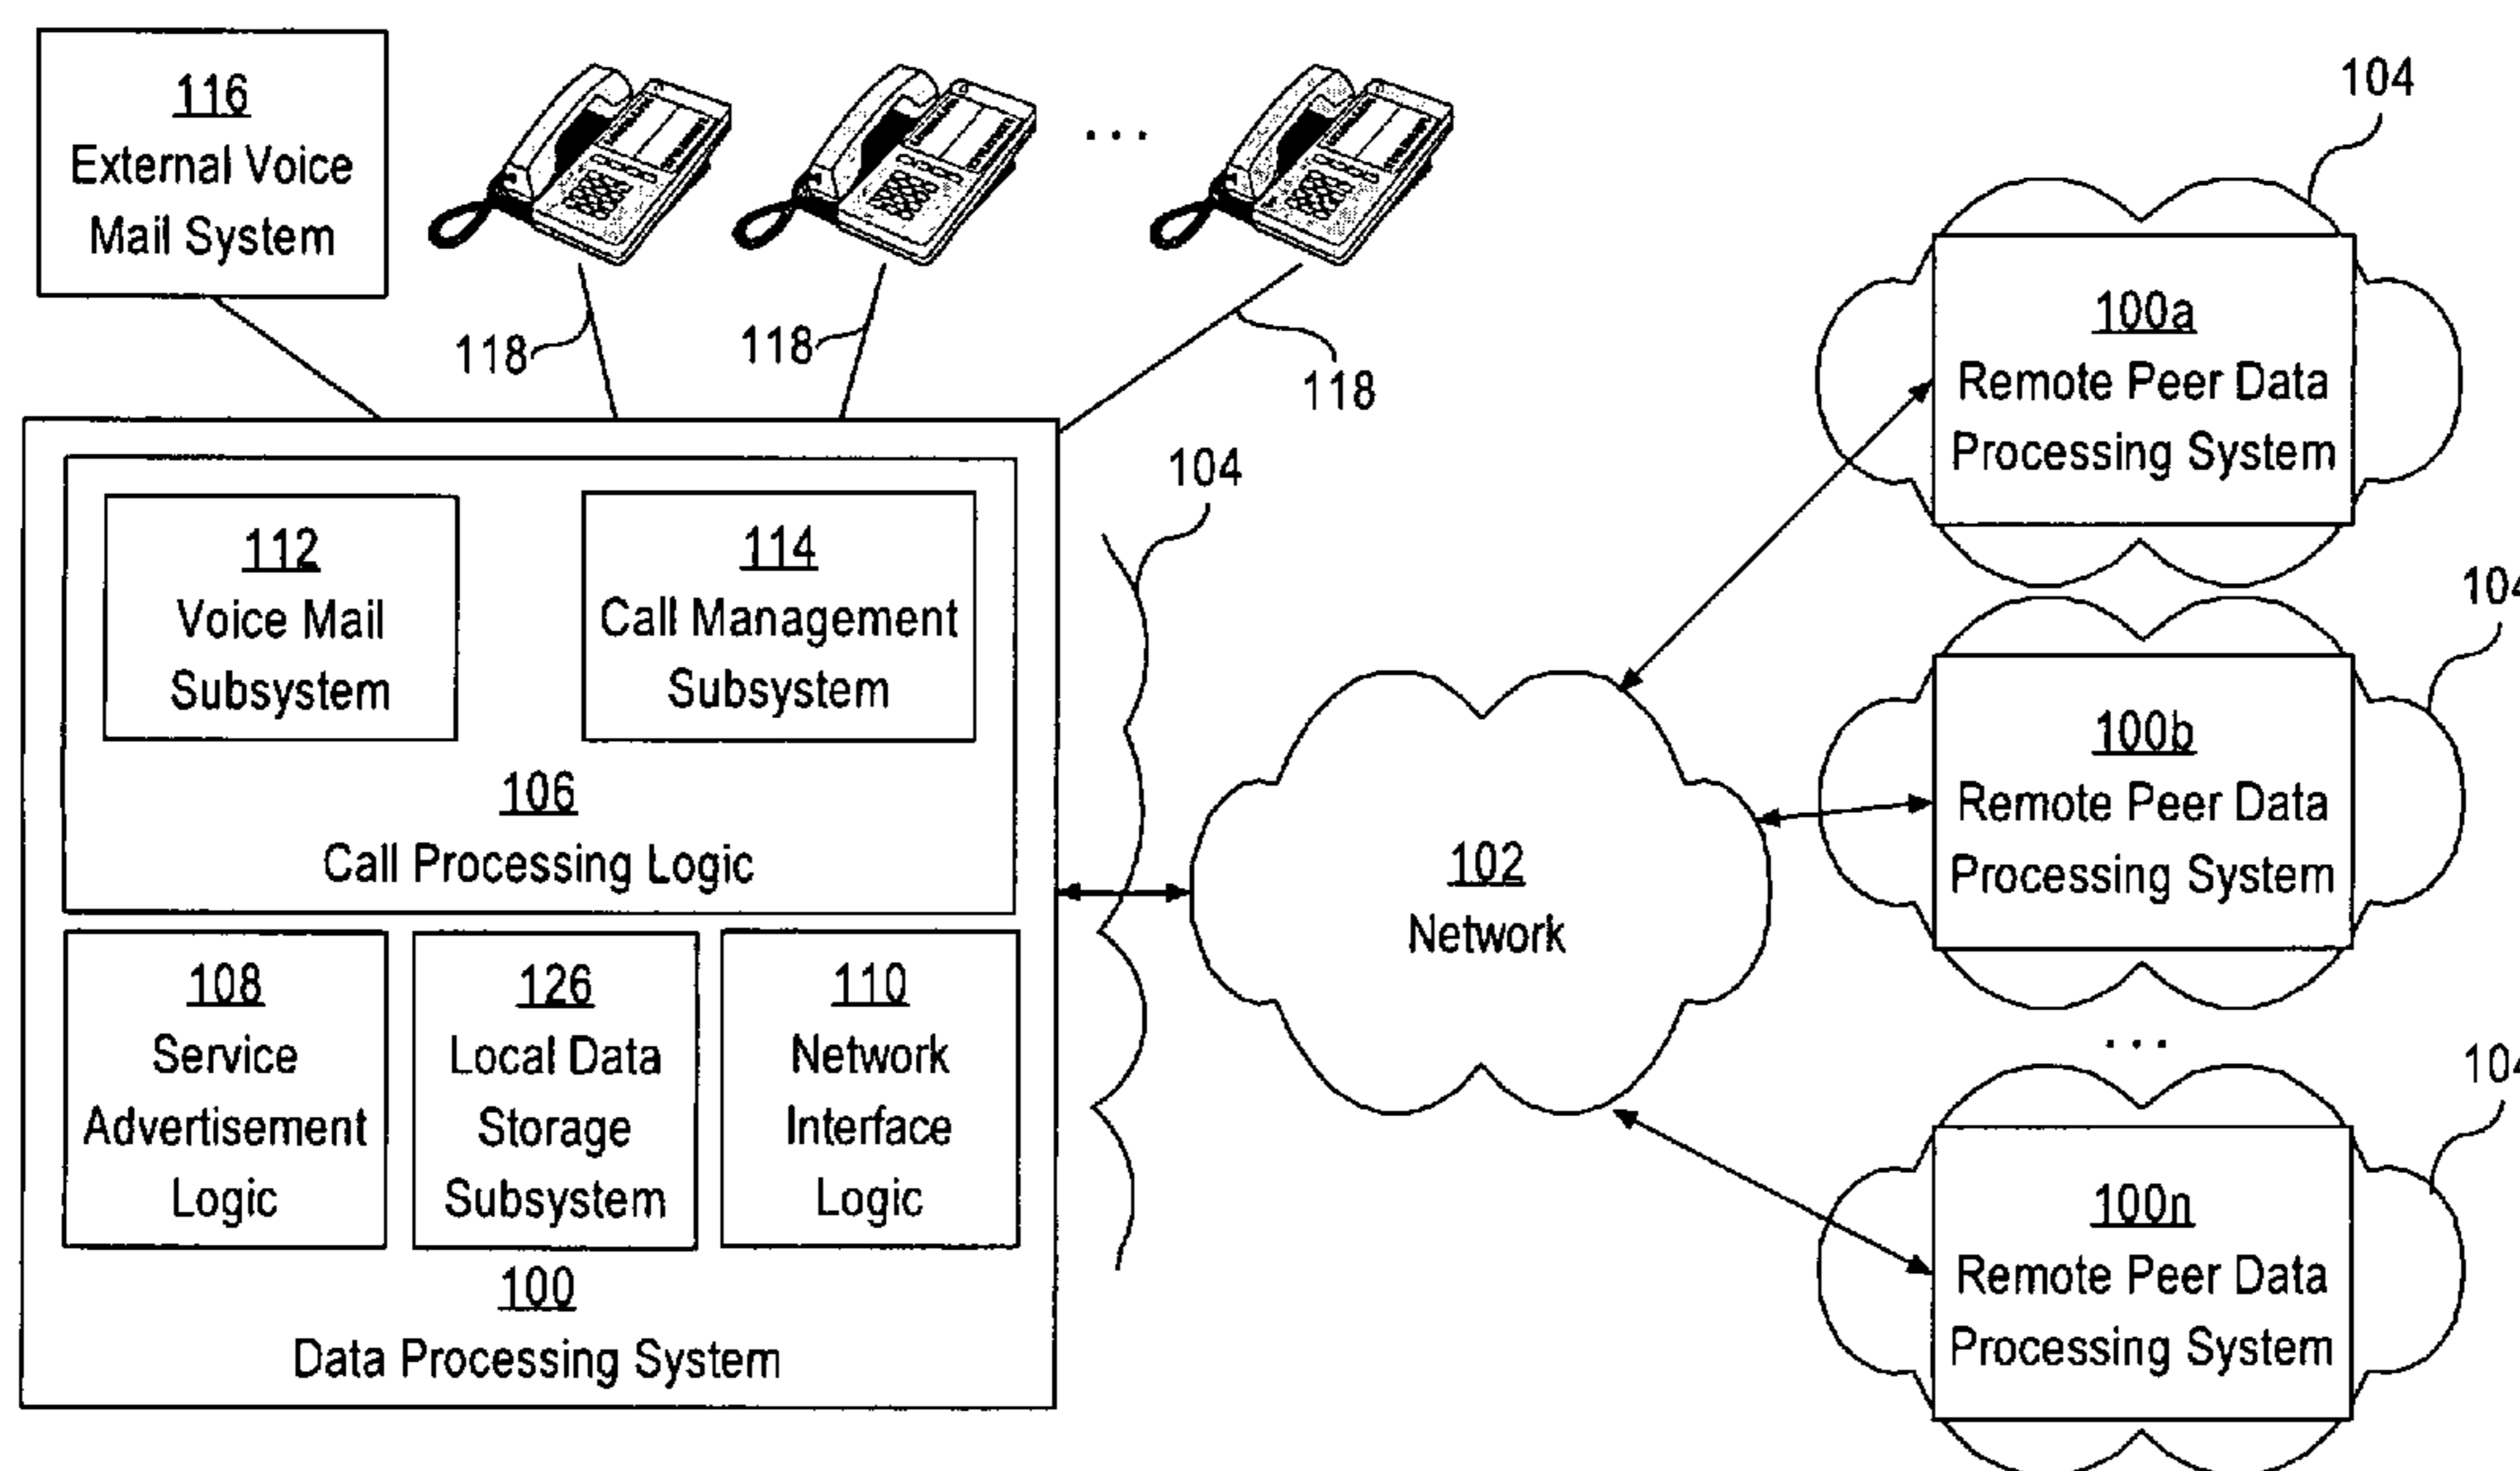 116
External Voice
Mail System
...
118
118
118
104
104
104
104
112
Voice Mail
Subsystem
114
Call Management
Subsystem
106
Call Processing Logic
108
Service
Advertisement
Logic
126
Local Data
Storage
Subsystem
110
Network
Interface
Logic
100
Data Processing System
102
Network
100a
Remote Peer Data
Processing System
100b
Remote Peer Data
Processing System
...
100n
Remote Peer Data
Processing System